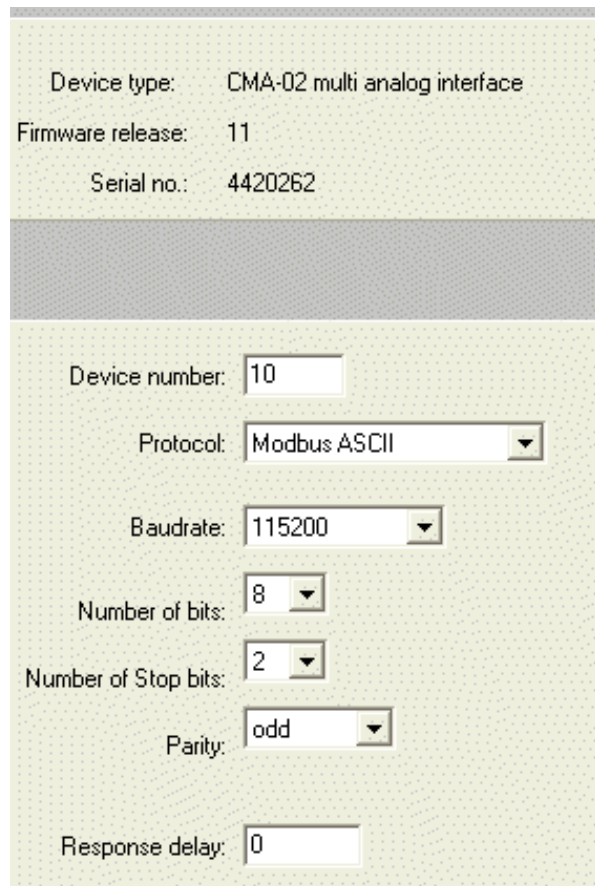 Device type: CMA-02 multi analog interface
Firmware release: 11
Serial no.: 4420262
Device number: 10
Protocol: Modbus ASCII
Baudrate: 115200
Number of bits: 8
Number of Stop bits: 2
Parity: odd
Response delay: 0